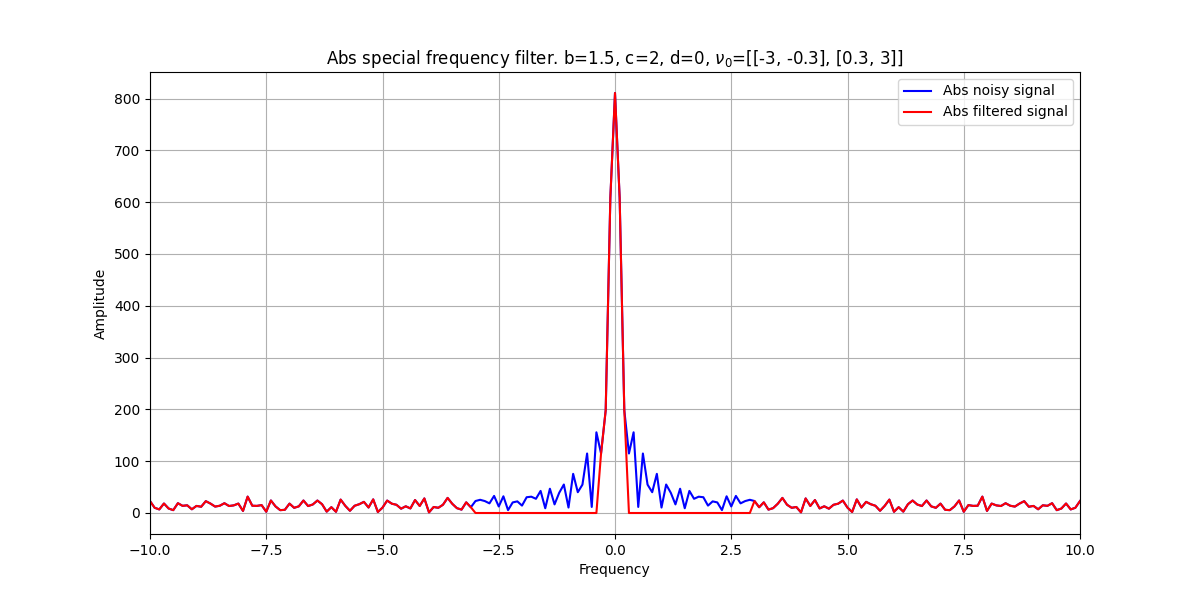 Abs special frequency filter. b=1.5, c=2, d=0, ν₀=[[-3, -0.3], [0.3, 3]]
Abs noisy signal
Abs filtered signal
800
700
600
500
400
300
200
100
0
Amplitude
−10.0 −7.5 −5.0 −2.5 0.0 2.5 5.0 7.5 10.0
Frequency